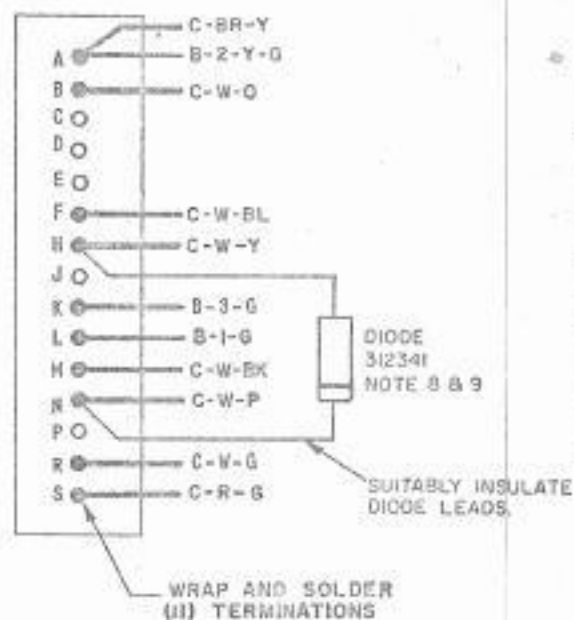 C-BR-Y
A B-2-Y-G
B C-W-O
C
D
E
F C-W-BL
H C-W-Y
J
K B-3-G
L B-1-G
M C-W-BK
N C-W-P
P
R C-W-G
S C-R-G
DIODE
312341
NOTE 8 & 9
SUITABLY INSULATE
DIODE LEADS.
WRAP AND SOLDER
(11) TERMINATIONS